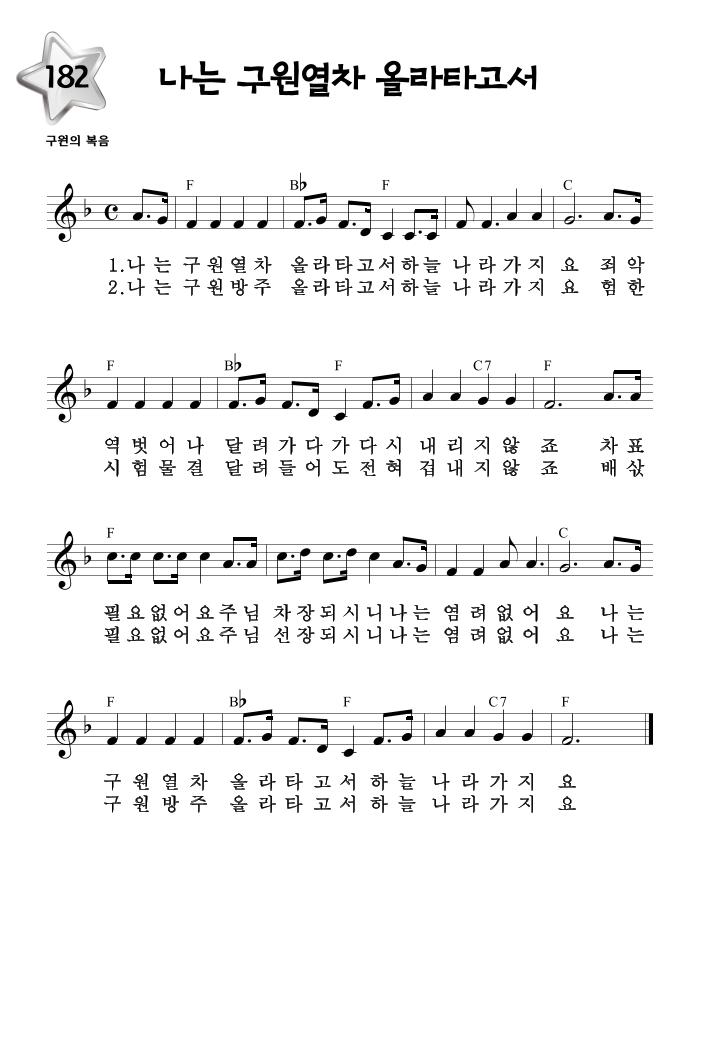 182
나는 구원열차 올라타고서
구원의 복음
F B♭ F C
1.나 는 구 원 열 차 올 라 타 고 서 하 늘 나 라 가 지 요 죄 악
2.나 는 구 원 방 주 올 라 타 고 서 하 늘 나 라 가 지 요 험 한
F B♭ F C7 F
역 벗 어 나 달 려 가 다 가 다 시 내 리 지 않 죠 차 표
시 험 물 결 달 려 들 어 도 전 혀 겁 내 지 않 죠 배 삯
F C
필 요 없 어 요 주 님 차 장 되 시 니 나 는 염 려 없 어 요 나 는
필 요 없 어 요 주 님 선 장 되 시 니 나 는 염 려 없 어 요 나 는
F B♭ F C7 F
구 원 열 차 올 라 타 고 서 하 늘 나 라 가 지 요
구 원 방 주 올 라 타 고 서 하 늘 나 라 가 지 요